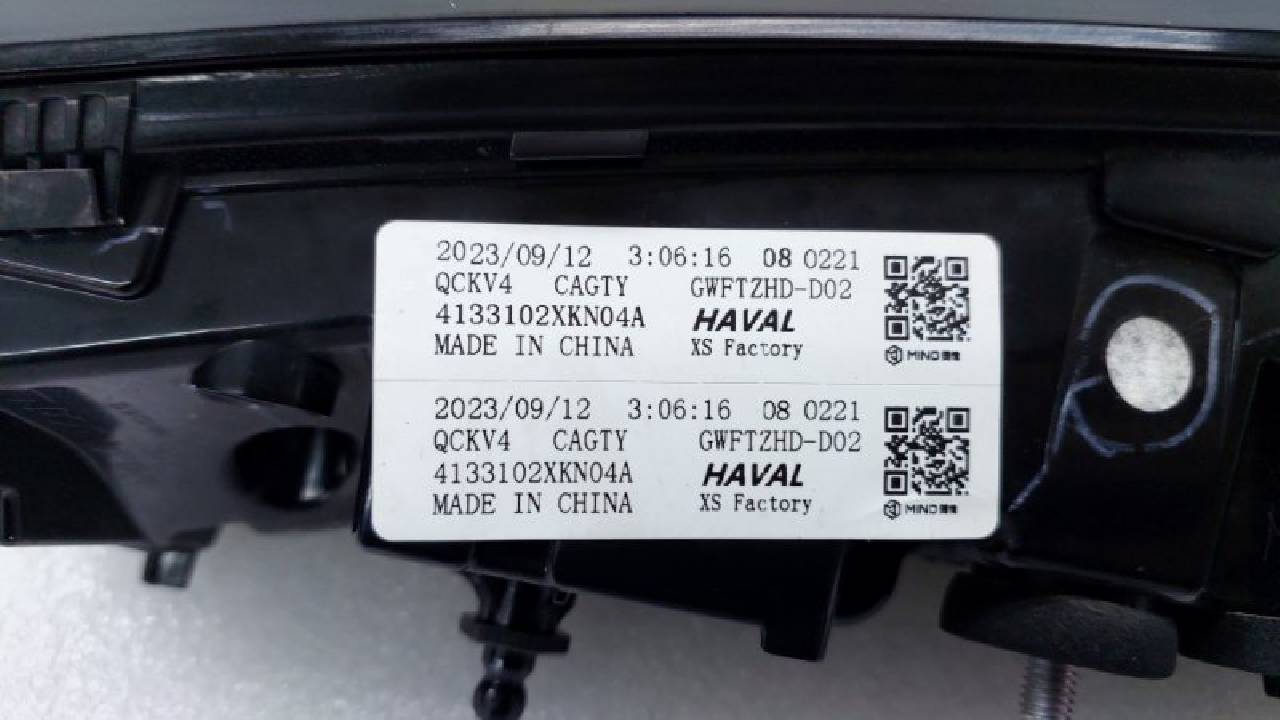 2023/09/12 3:06:16 08 0221
QCKV4 CAGTY GWFTZHD-D02
4133102XKN04A HAVAL
MADE IN CHINA XS Factory
MIND
2023/09/12 3:06:16 08 0221
QCKV4 CAGTY GWFTZHD-D02
4133102XKN04A HAVAL
MADE IN CHINA XS Factory
MIND